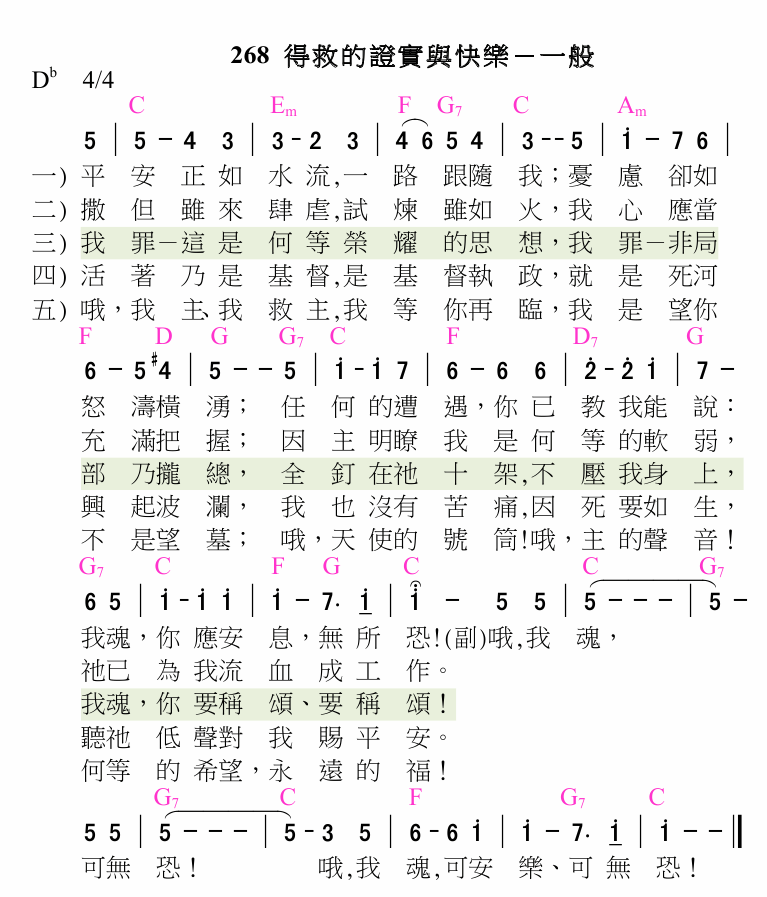 268 得救的證實與快樂－一般
D♭ 4/4
C Em F G7 C Am
5 | 5 － 4 3 | 3 - 2 3 | 4 6 5 4 | 3 - - 5 | i － 7 6 |
一) 平 安 正 如 水 流,一 路 跟隨 我；憂 慮 卻如
二) 撒 但 雖 來 肆 虐,試 煉 雖如 火，我 心 應當
三) 我 罪－這 是 何 等 榮 耀 的思 想，我 罪－非局
四) 活 著 乃 是 基 督,是 基 督執 政，就 是 死河
五) 哦，我 主、我 救 主,我 等 你再 臨，我 是 望你
F D G G7 C F D7 G
6 － 5 #4 | 5 － － 5 | i - i 7 | 6 － 6 6 | 2̇ - 2̇ i | 7 －
怒 濤橫 湧； 任 何 的遭 遇，你 已 教 我能 說：
充 滿把 握； 因 主 明瞭 我 是 何 等 的軟 弱，
部 乃攏 總， 全 釘 在祂 十 架,不 壓 我身 上，
興 起波 瀾， 我 也 沒有 苦 痛,因 死 要如 生，
不 是望 墓； 哦，天 使的 號 筒!哦，主 的聲 音！
G7 C F G C C G7
6 5 | i - i i | i － 7. i | i － 5 5 | 5 － － － | 5 －
我魂，你 應安 息，無 所 恐!(副)哦,我 魂，
祂已 為 我流 血 成 工 作。
我魂，你 要稱 頌、要 稱 頌！
聽祂 低 聲對 我 賜 平 安。
何等 的 希望，永 遠 的 福！
G7 C F G7 C
5 5 | 5 － － － | 5 - 3 5 | 6 - 6 i | i － 7. i | i － － ‖
可無 恐！ 哦,我 魂,可安 樂、可 無 恐！